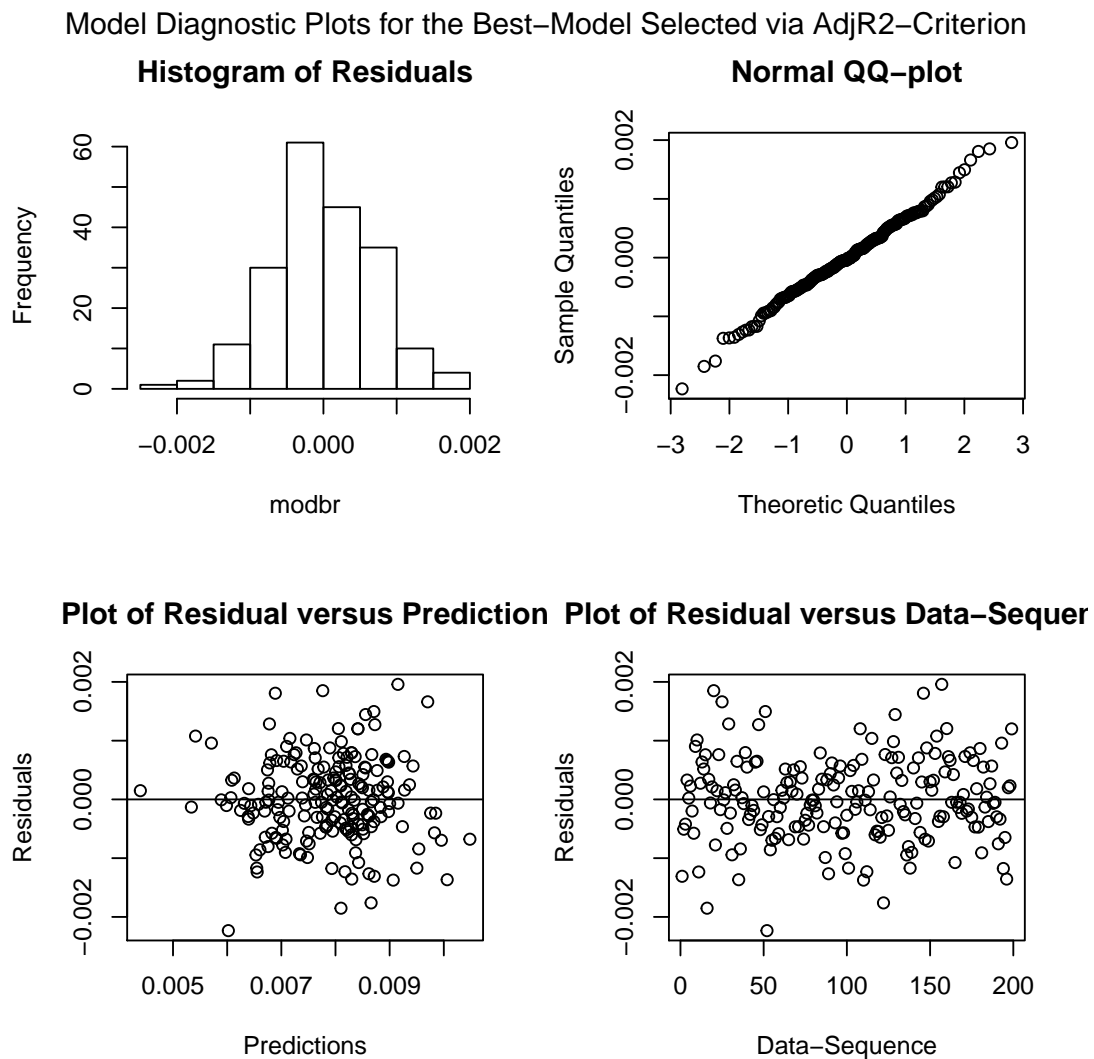 Model Diagnostic Plots for the Best−Model Selected via AdjR2−Criterion
Histogram of Residuals
Frequency
0
20
40
60
−0.002
0.000
0.002
modbr
Normal QQ−plot
Sample Quantiles
−0.002
0.000
0.002
−3
−2
−1
0
1
2
3
Theoretic Quantiles
Plot of Residual versus Prediction
Residuals
−0.002
0.000
0.002
0.005
0.007
0.009
Predictions
Plot of Residual versus Data−Sequer
Residuals
−0.002
0.000
0.002
0
50
100
150
200
Data−Sequence